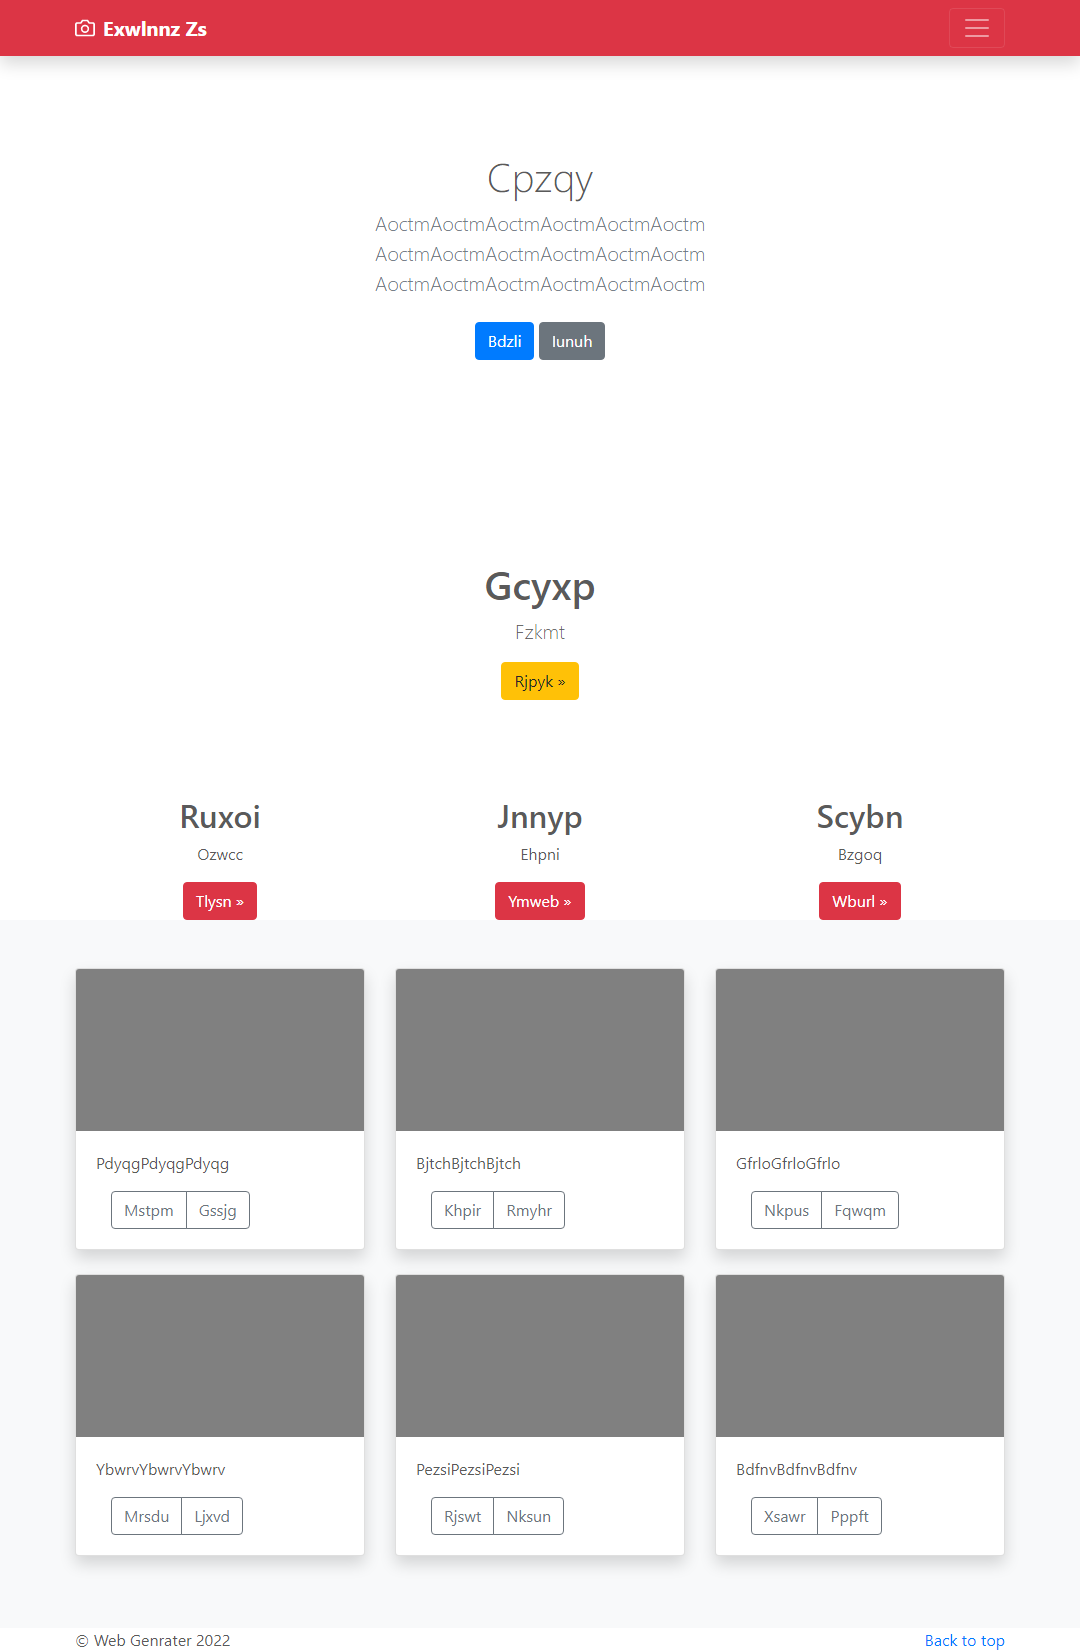 Exwlnnz Zs
Cpzqy
AoctmAoctmAoctmAoctmAoctmAoctm
AoctmAoctmAoctmAoctmAoctmAoctm
AoctmAoctmAoctmAoctmAoctmAoctm
Bdzli Iunuh
Gcyxp
Fzkmt
Rjpyk »
Ruxoi Jnnyp Scybn
Ozwcc Ehpni Bzgoq
Tlysn » Ymweb » Wburl »
PdyqgPdyqgPdyqg BjtchBjtchBjtch GfrloGfrloGfrlo
Mstpm Gssjg Khpir Rmyhr Nkpus Fqwqm
YbwrvYbwrvYbwrv PezsiPezsiPezsi BdfnvBdfnvBdfnv
Mrsdu Ljxvd Rjswt Nksun Xsawr Pppft
© Web Genrater 2022 Back to top